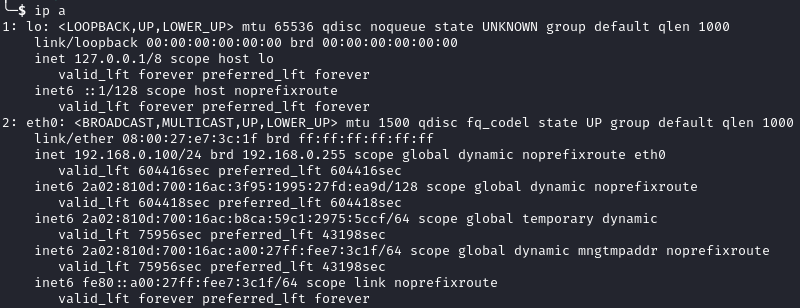 └─$ ip a
1: lo: <LOOPBACK,UP,LOWER_UP> mtu 65536 qdisc noqueue state UNKNOWN group default qlen 1000
    link/loopback 00:00:00:00:00:00 brd 00:00:00:00:00:00
    inet 127.0.0.1/8 scope host lo
       valid_lft forever preferred_lft forever
    inet6 ::1/128 scope host noprefixroute
       valid_lft forever preferred_lft forever
2: eth0: <BROADCAST,MULTICAST,UP,LOWER_UP> mtu 1500 qdisc fq_codel state UP group default qlen 1000
    link/ether 08:00:27:e7:3c:1f brd ff:ff:ff:ff:ff:ff
    inet 192.168.0.100/24 brd 192.168.0.255 scope global dynamic noprefixroute eth0
       valid_lft 604416sec preferred_lft 604416sec
    inet6 2a02:810d:700:16ac:3f95:1995:27fd:ea9d/128 scope global dynamic noprefixroute
       valid_lft 604418sec preferred_lft 604418sec
    inet6 2a02:810d:700:16ac:b8ca:59c1:2975:5ccf/64 scope global temporary dynamic
       valid_lft 75956sec preferred_lft 43198sec
    inet6 2a02:810d:700:16ac:a00:27ff:fee7:3c1f/64 scope global dynamic mngtmpaddr noprefixroute
       valid_lft 75956sec preferred_lft 43198sec
    inet6 fe80::a00:27ff:fee7:3c1f/64 scope link noprefixroute
       valid_lft forever preferred_lft forever